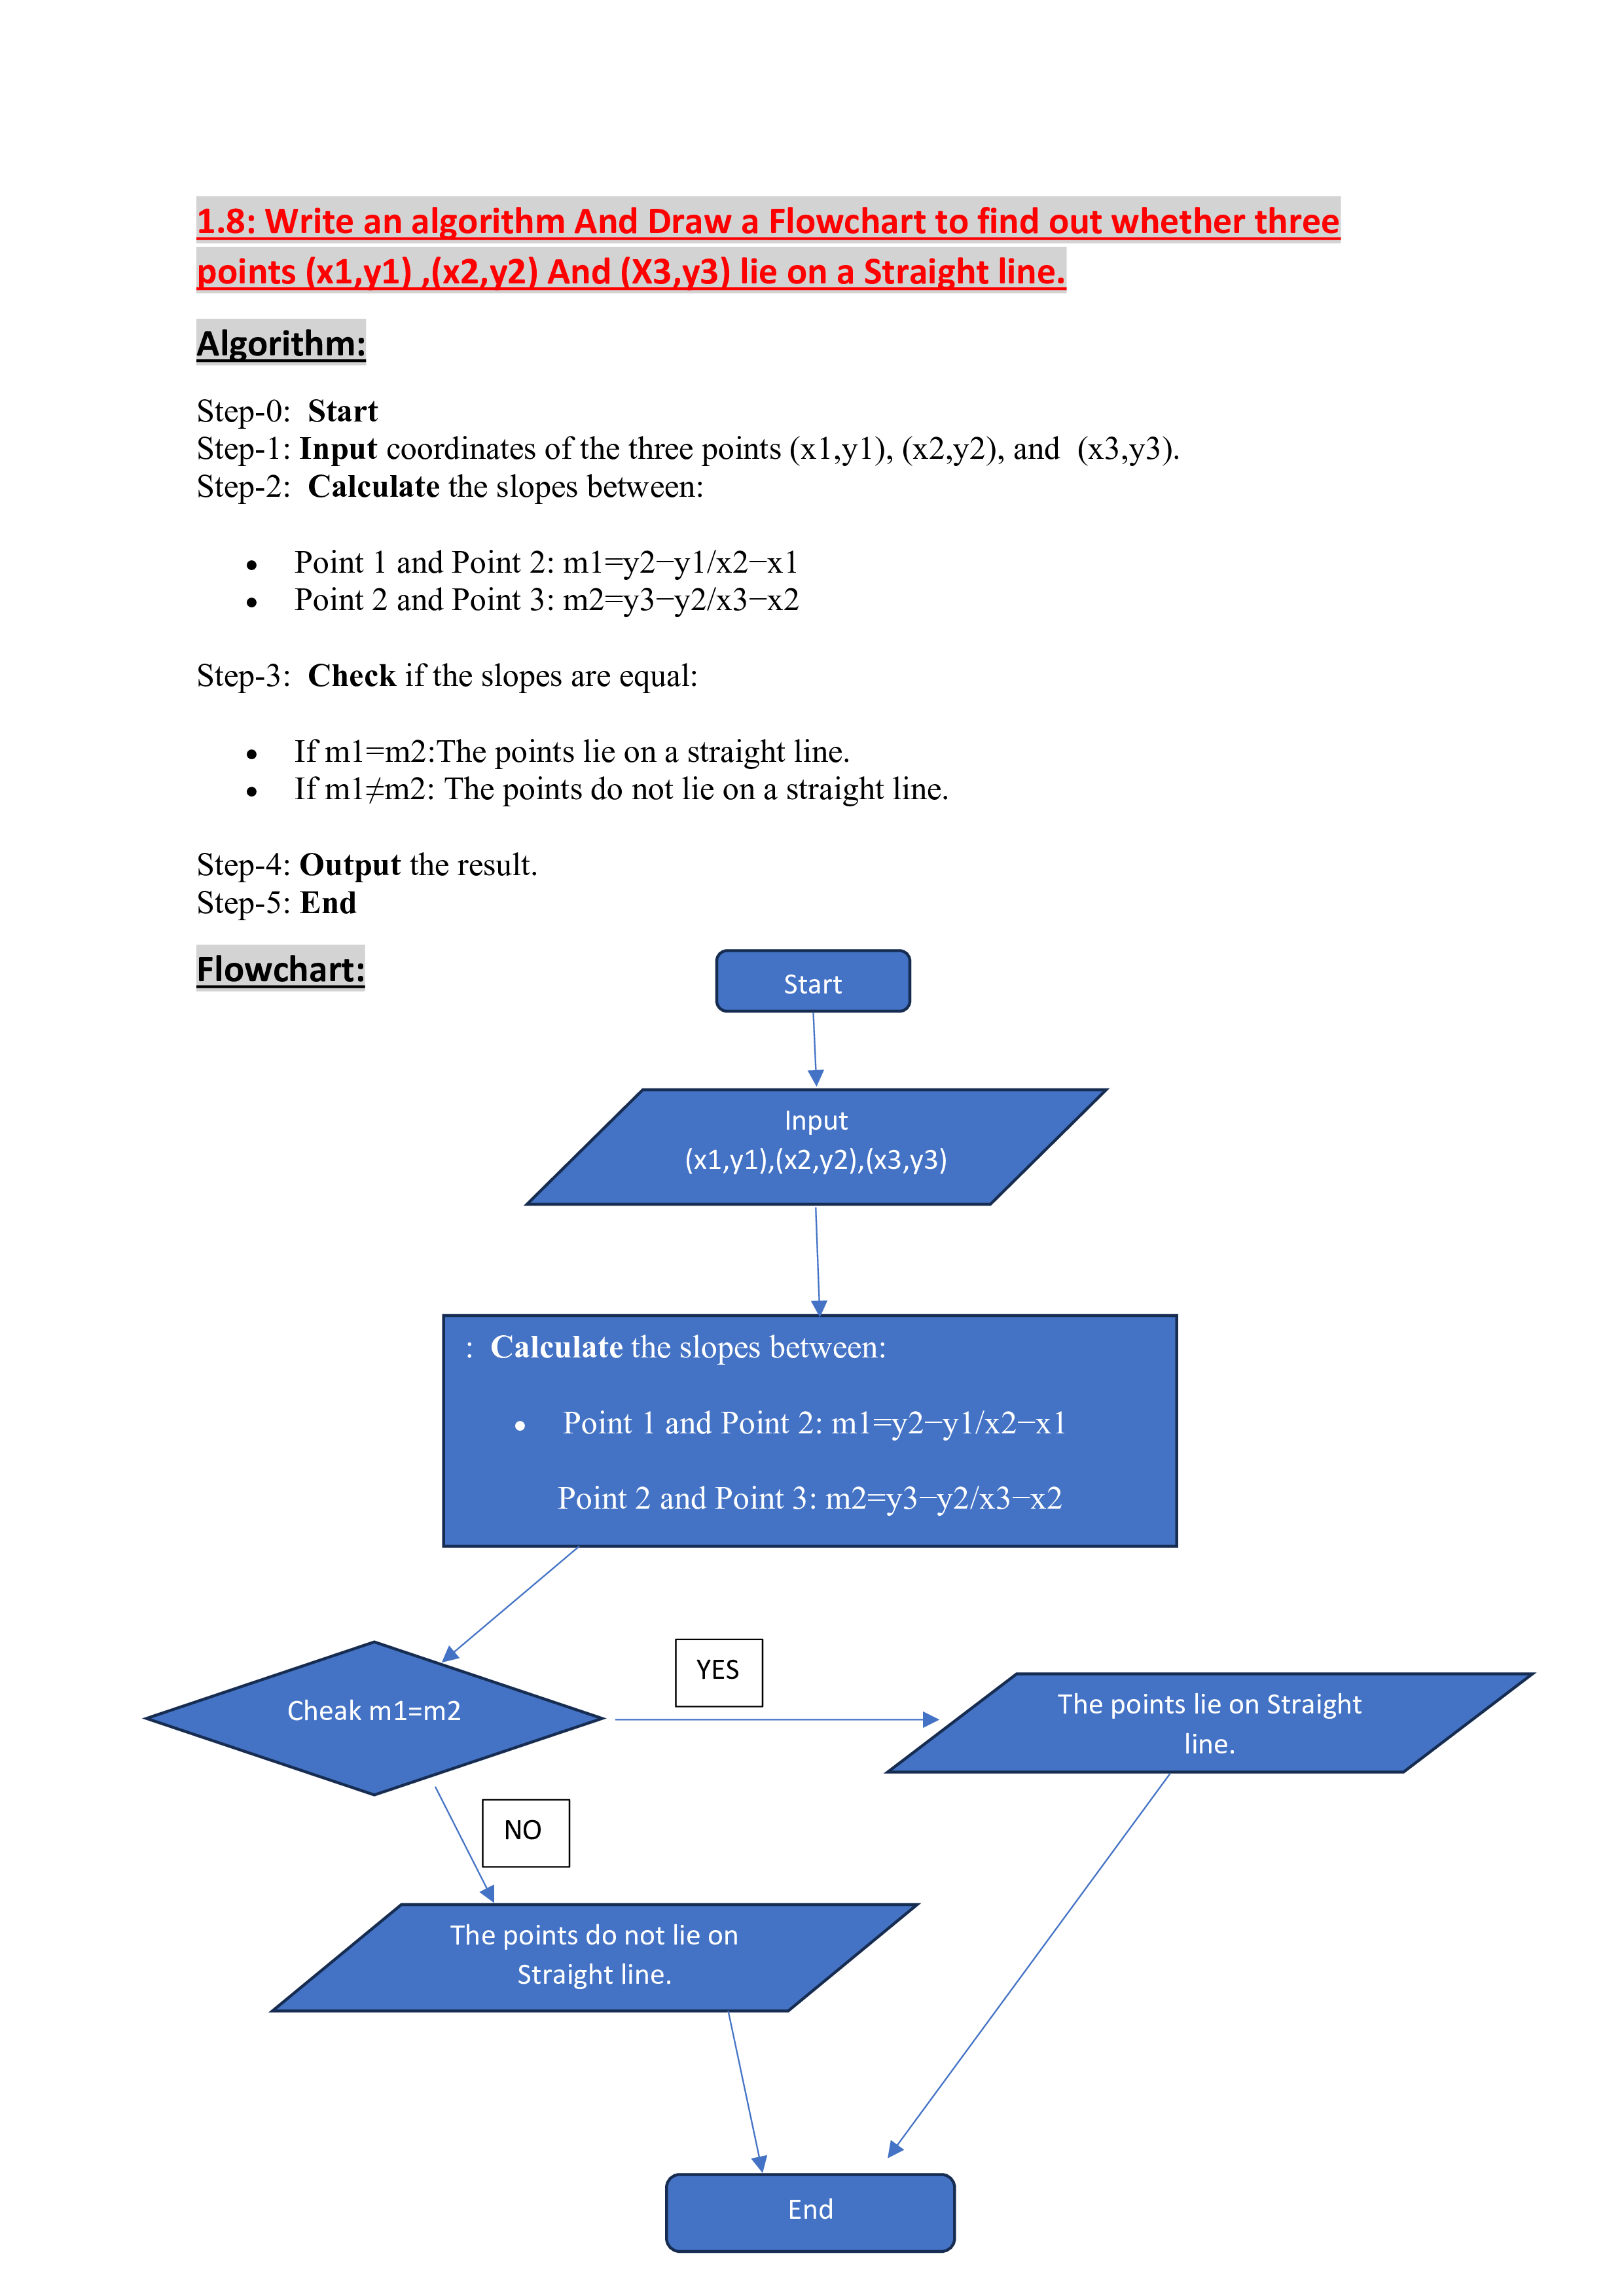 1.8: Write an algorithm And Draw a Flowchart to find out whether three
points (x1,y1) ,(x2,y2) And (X3,y3) lie on a Straight line.
Algorithm:
Step-0:  Start
Step-1: Input coordinates of the three points (x1,y1), (x2,y2), and  (x3,y3).
Step-2:  Calculate the slopes between:
• Point 1 and Point 2: m1=y2−y1/x2−x1
• Point 2 and Point 3: m2=y3−y2/x3−x2
Step-3:  Check if the slopes are equal:
• If m1=m2:The points lie on a straight line.
• If m1≠m2: The points do not lie on a straight line.
Step-4: Output the result.
Step-5: End
Flowchart:
Start
Input
(x1,y1),(x2,y2),(x3,y3)
:  Calculate the slopes between:
• Point 1 and Point 2: m1=y2−y1/x2−x1
Point 2 and Point 3: m2=y3−y2/x3−x2
YES
Cheak m1=m2
The points lie on Straight
line.
NO
The points do not lie on
Straight line.
End